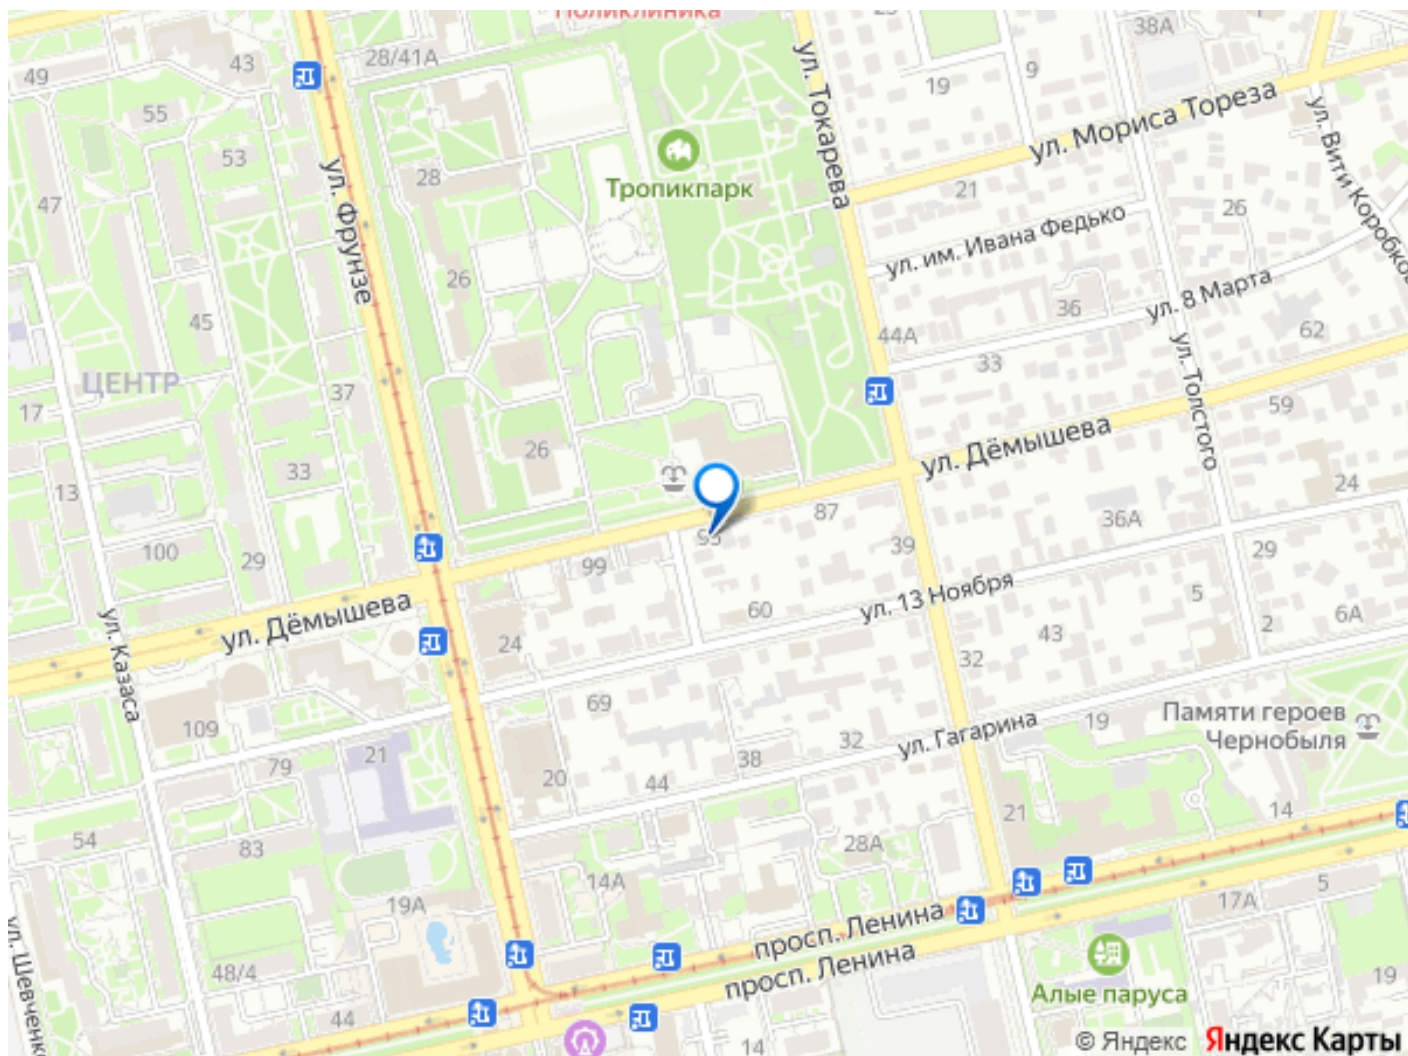 Поликлиника
28/41А
43
49
55
53
47
ул. Фрунзе
28
26
45
ЦЕНТР
37
17
33
26
13
100
29
ул. Казаса
ул. Дёмышева
99
24
109
79
21
20
54
83
19А
48/4
ул. Шевченко
44
14А
69
44
38
32
60
87
39
Тропикпарк
ул. Токарева
19
9
38А
ул. Мориса Тореза
21
ул. им. Ивана Федько
26
ул. Вити Коробков
36
ул. 8 Марта
44А
33
62
ул. Толстого
59
ул. Дёмышева
24
36А
29
ул. 13 Ноября
5
43
2
6А
32
ул. Гагарина
19
Памяти героев
Чернобыля
21
14
28А
просп. Ленина
просп. Ленина
17А
5
Алые паруса
19
14
© Яндекс Яндекс Карты